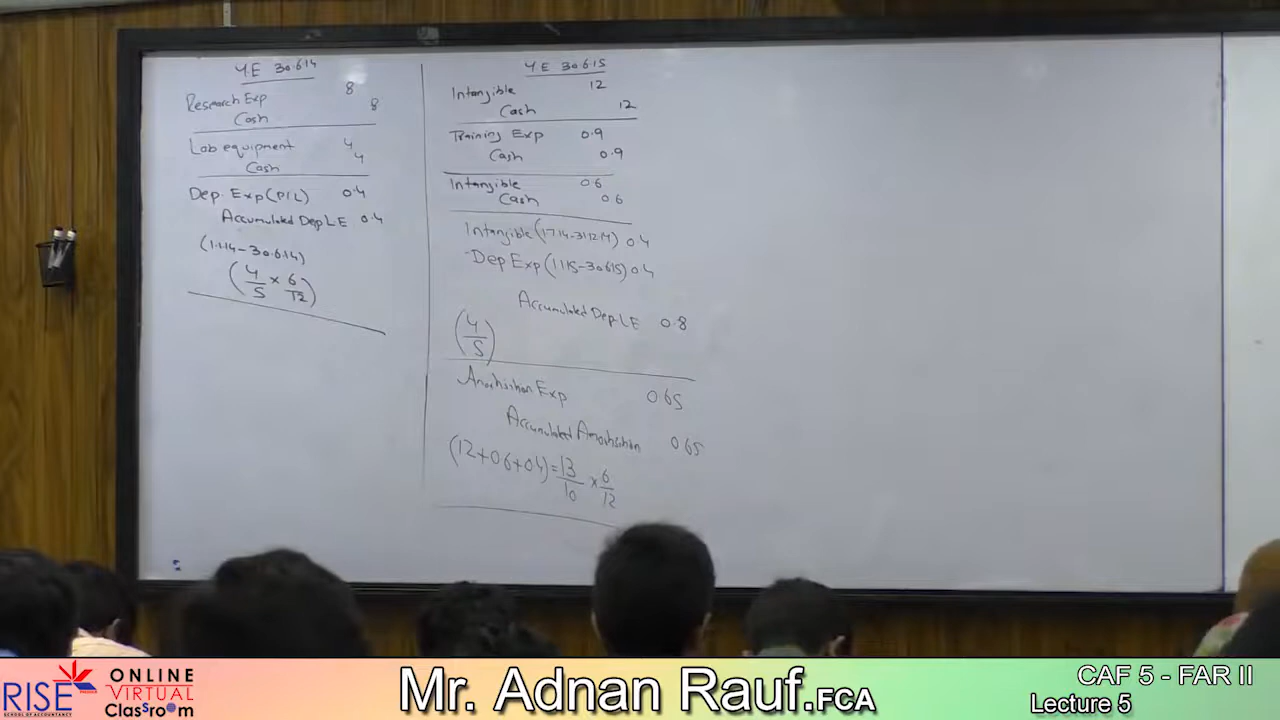 Y.E 30.6.14
Research Exp 8
Cash 8
Lab equipment 4
Cash 4
Dep. Exp (P/L) 0.4
Accumulated Dep L E 0.4
(1.1.14 - 30.6.14)
(4/5 × 6/12)
Y.E 30.6.15
Intangible 12
Cash 12
Training Exp 0.9
Cash 0.9
Intangible 0.6
Cash 0.6
Intangible (1.7.14 - 31.12.14) 0.4
Dep Exp (1.1.15 - 30.6.15) 0.4
Accumulated Dep L E 0.8
(4/5)
Amortisation Exp 0.65
Accumulated Amortisation 0.65
(12 + 0.6 + 0.4) = 13/10 × 6/12
RISE
SCHOOL OF ACCOUNTANCY
ONLINE
VIRTUAL
Classroom
Mr. Adnan Rauf.FCA
CAF 5 - FAR II
Lecture 5